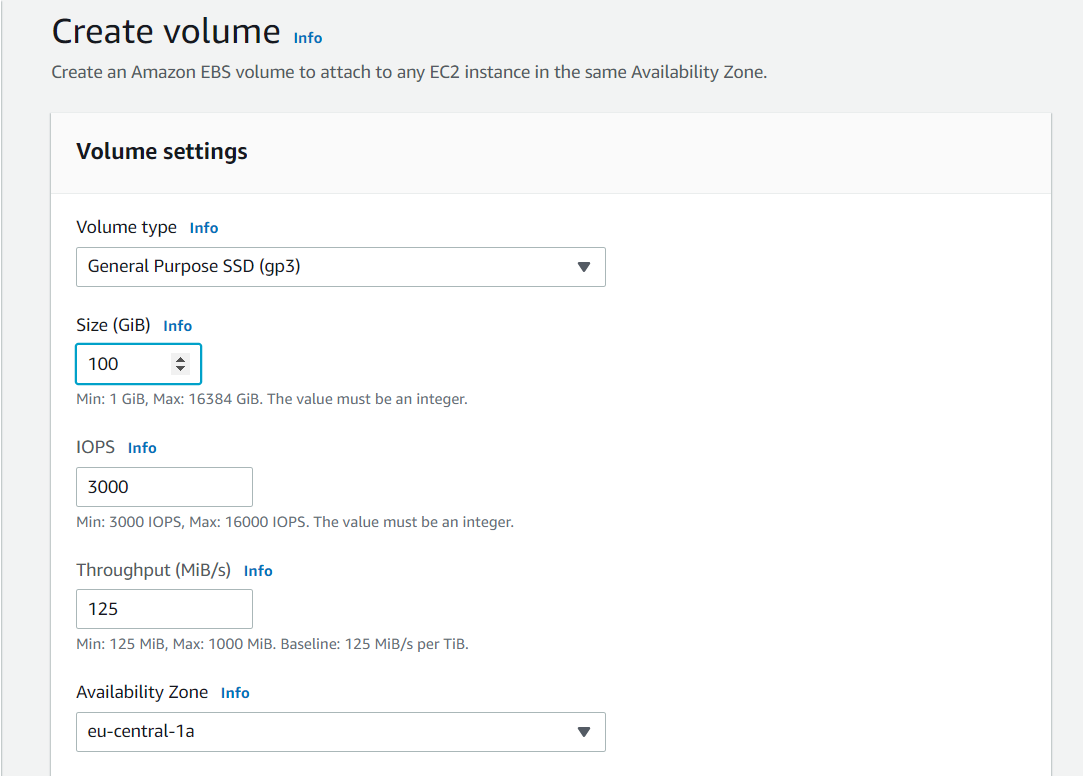 Create volume Info
Create an Amazon EBS volume to attach to any EC2 instance in the same Availability Zone.
Volume settings
Volume type Info
General Purpose SSD (gp3)
Size (GiB) Info
100
Min: 1 GiB, Max: 16384 GiB. The value must be an integer.
IOPS Info
3000
Min: 3000 IOPS, Max: 16000 IOPS. The value must be an integer.
Throughput (MiB/s) Info
125
Min: 125 MiB, Max: 1000 MiB. Baseline: 125 MiB/s per TiB.
Availability Zone Info
eu-central-1a